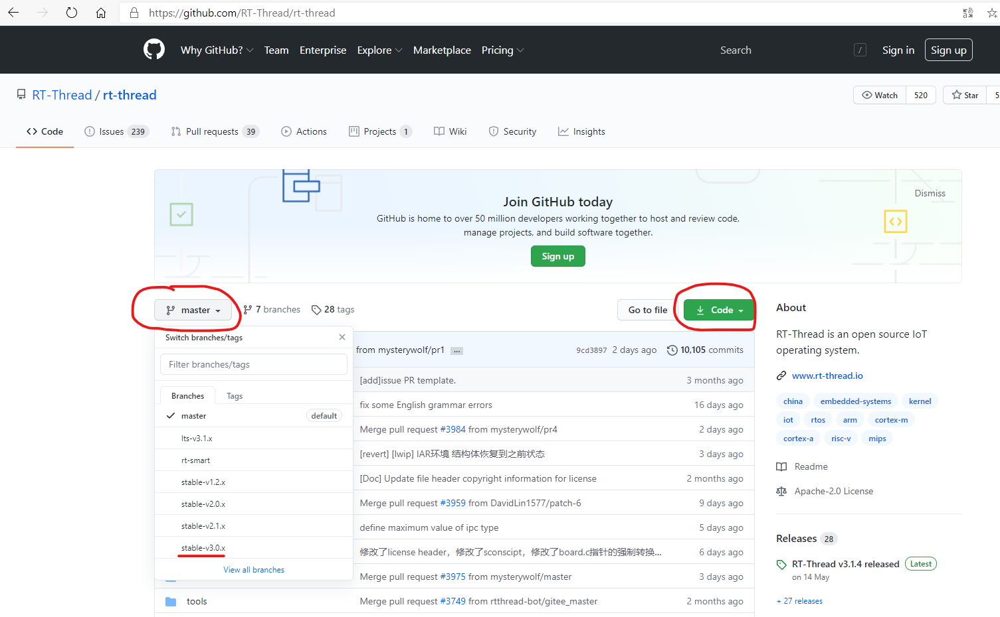 https://github.com/RT-Thread/rt-thread
Why GitHub? Team Enterprise Explore Marketplace Pricing Search / Sign in Sign up
RT-Thread / rt-thread Watch 520 Star
Code Issues 239 Pull requests 39 Actions Projects 1 Wiki Security Insights
Dismiss
Join GitHub today
GitHub is home to over 50 million developers working together to host and review code,
manage projects, and build software together.
Sign up
master 7 branches 28 tags Go to file Code
Switch branches/tags
Filter branches/tags
Branches Tags
master default
lts-v3.1.x
rt-smart
stable-v1.2.x
stable-v2.0.x
stable-v2.1.x
stable-v3.0.x
View all branches
from mysterywolf/pr1 ... 9cd3897 2 days ago 10,105 commits
[add]issue PR template. 3 months ago
fix some English grammar errors 16 days ago
Merge pull request #3984 from mysterywolf/pr4 2 days ago
[revert] [lwip] IAR环境 结构体恢复到之前状态 3 days ago
[Doc] Update file header copyright information for license 2 months ago
Merge pull request #3959 from DavidLin1577/patch-6 9 days ago
define maximum value of ipc type 5 days ago
修改了license header，修改了sconscipt，修改了board.c指针的强制转换... 6 days ago
Merge pull request #3975 from mysterywolf/master 3 days ago
tools Merge pull request #3749 from rtthread-bot/gitee_master 2 months ago
About
RT-Thread is an open source IoT
operating system.
www.rt-thread.io
china embedded-systems kernel
iot rtos arm cortex-m
cortex-a risc-v mips
Readme
Apache-2.0 License
Releases 28
RT-Thread v3.1.4 released Latest
on 14 May
+ 27 releases